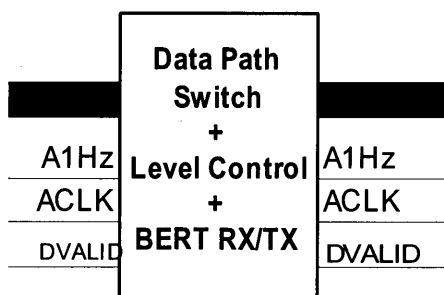 Data Path
Switch
+
A1Hz Level Control A1Hz
ACLK + ACLK
DVALID BERT RX/TX DVALID